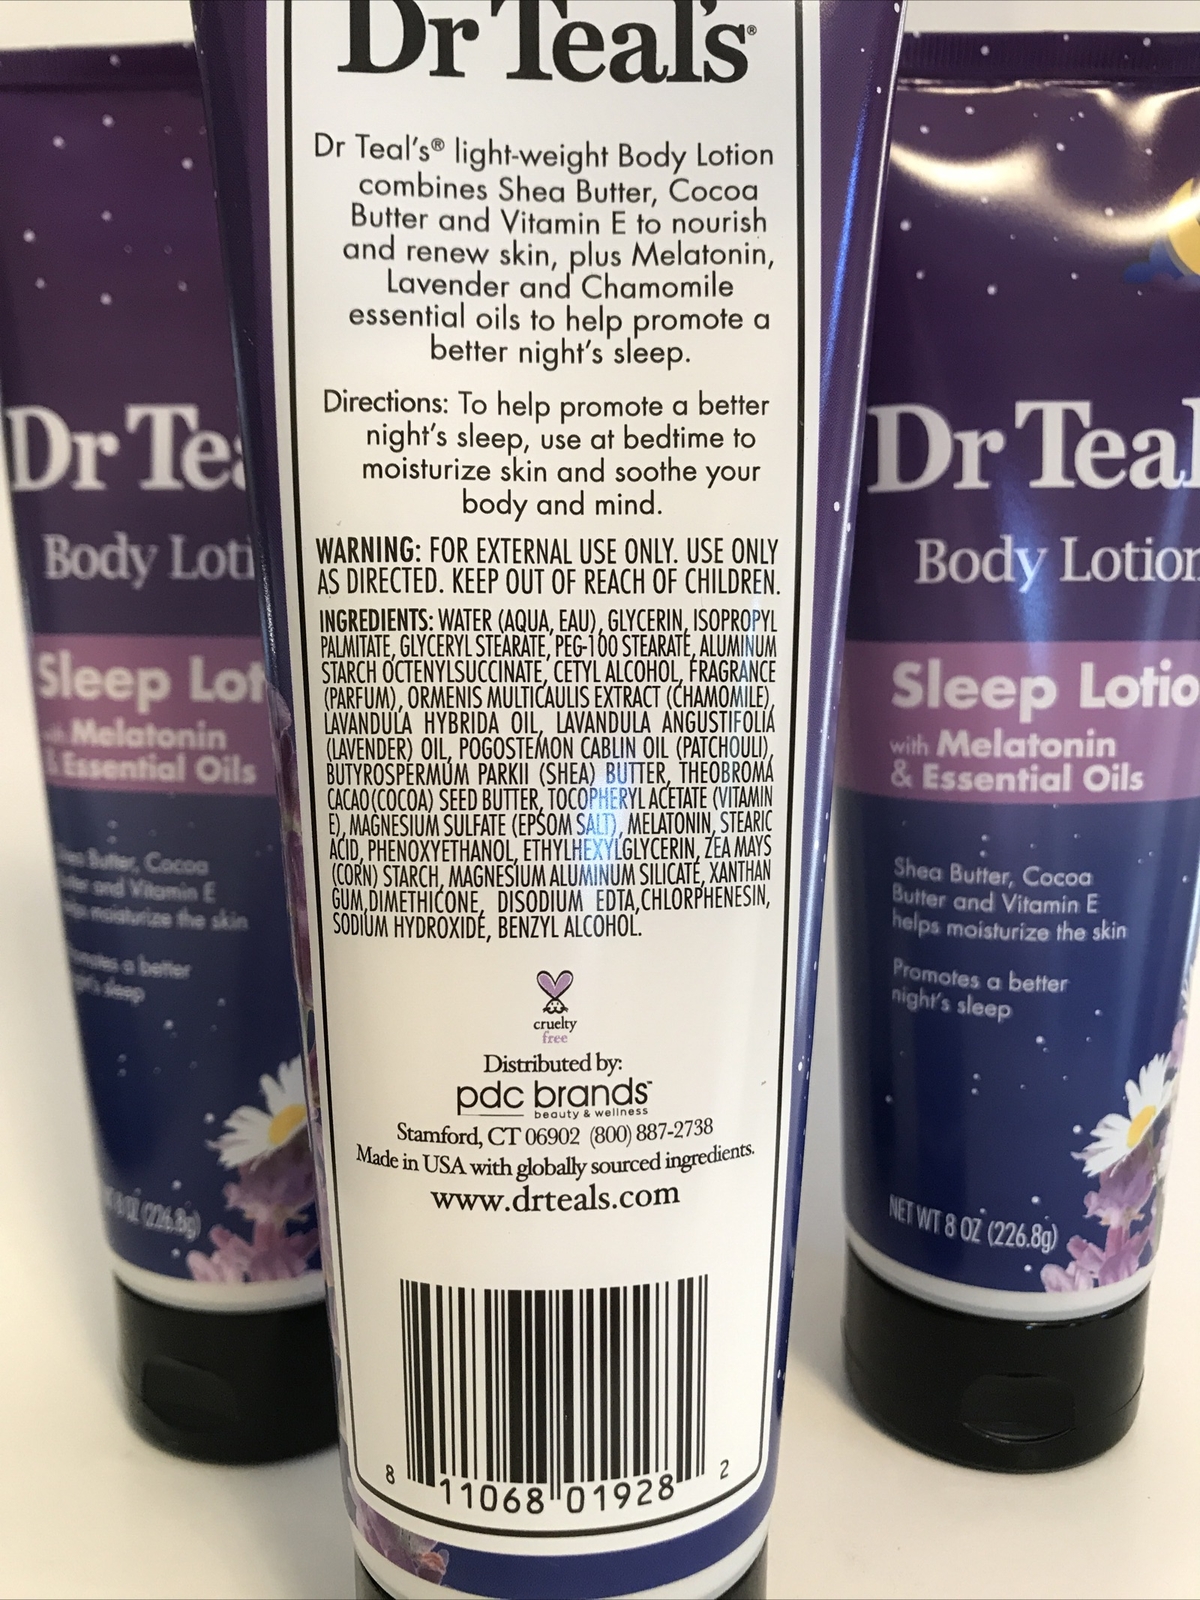 Dr Teal's®
Dr Teal's® light-weight Body Lotion
combines Shea Butter, Cocoa
Butter and Vitamin E to nourish
and renew skin, plus Melatonin,
Lavender and Chamomile
essential oils to help promote a
better night's sleep.
Directions: To help promote a better
night's sleep, use at bedtime to
moisturize skin and soothe your
body and mind.
WARNING: FOR EXTERNAL USE ONLY. USE ONLY
AS DIRECTED. KEEP OUT OF REACH OF CHILDREN.
INGREDIENTS: WATER (AQUA, EAU), GLYCERIN, ISOPROPYL
PALMITATE, GLYCERYL STEARATE, PEG-100 STEARATE, ALUMINUM
STARCH OCTENYLSUCCINATE, CETYL ALCOHOL, FRAGRANCE
(PARFUM), ORMENIS MULTICAULIS EXTRACT (CHAMOMILE),
LAVANDULA HYBRIDA OIL, LAVANDULA ANGUSTIFOLIA
(LAVENDER) OIL, POGOSTEMON CABLIN OIL (PATCHOULI),
BUTYROSPERMUM PARKII (SHEA) BUTTER, THEOBROMA
CACAO (COCOA) SEED BUTTER, TOCOPHERYL ACETATE (VITAMIN
E), MAGNESIUM SULFATE (EPSOM SALT), MELATONIN, STEARIC
ACID, PHENOXYETHANOL, ETHYLHEXYLGLYCERIN, ZEA MAYS
(CORN) STARCH, MAGNESIUM ALUMINUM SILICATE, XANTHAN
GUM, DIMETHICONE, DISODIUM EDTA, CHLORPHENESIN,
SODIUM HYDROXIDE, BENZYL ALCOHOL.
cruelty
free
Distributed by:
pdc brands™
beauty & wellness
Stamford, CT 06902 (800) 887-2738
Made in USA with globally sourced ingredients.
www.drteals.com
8 11068 01928 2
Dr Tea
Body Loti
Sleep Lot
with Melatonin
& Essential Oils
Butter, Cocoa
and Vitamin E
moisturize the skin
a better
sleep
(226.8g)
Dr Teal
Body Lotion
Sleep Lotio
with Melatonin
& Essential Oils
Shea Butter, Cocoa
Butter and Vitamin E
helps moisturize the skin
Promotes a better
night's sleep
NET WT 8 OZ (226.8g)